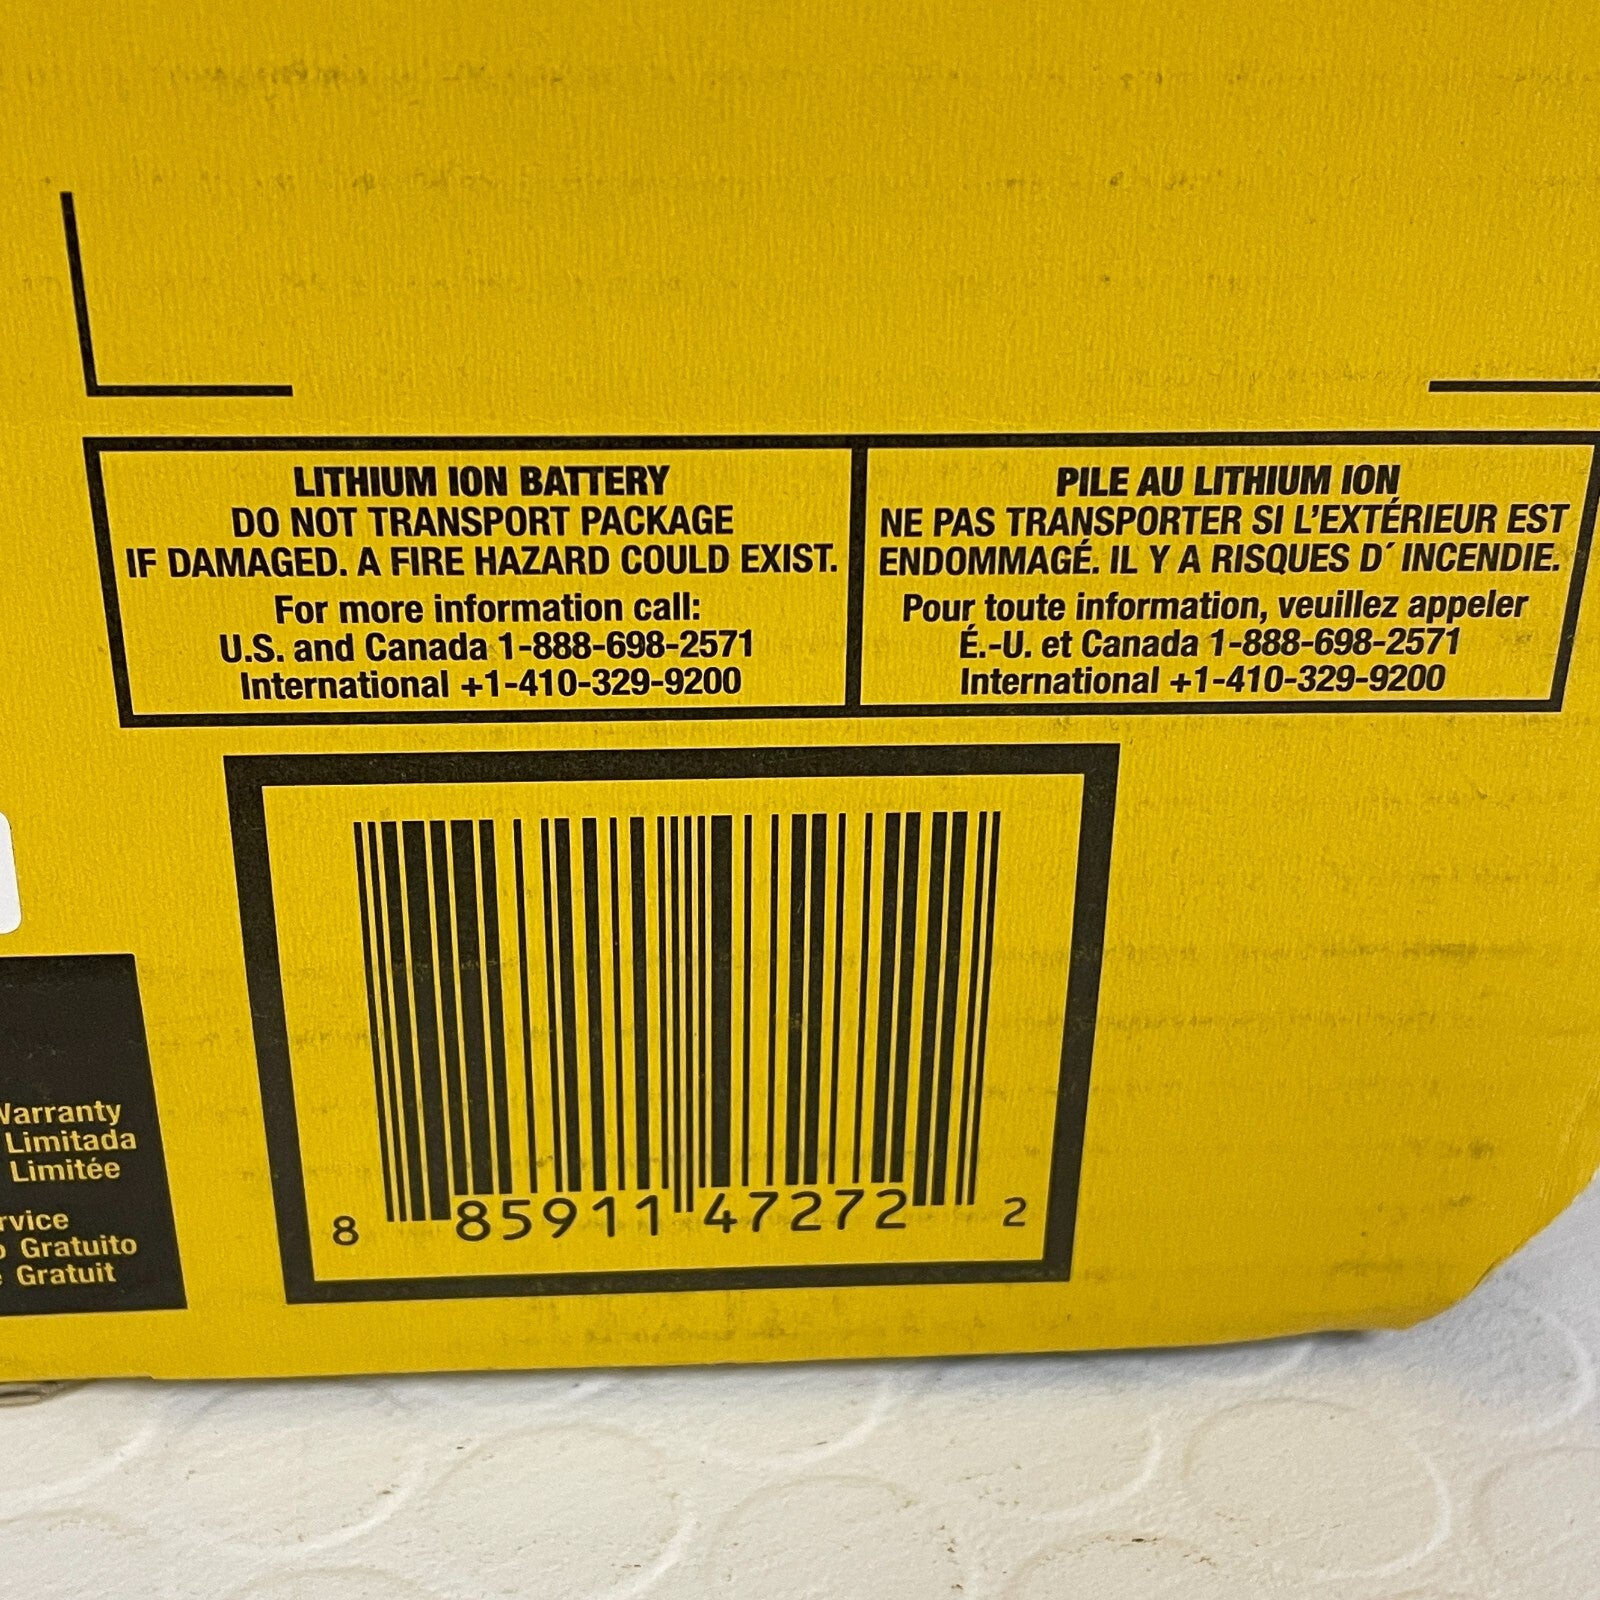 LITHIUM ION BATTERY
DO NOT TRANSPORT PACKAGE
IF DAMAGED. A FIRE HAZARD COULD EXIST.
For more information call:
U.S. and Canada 1-888-698-2571
International +1-410-329-9200
PILE AU LITHIUM ION
NE PAS TRANSPORTER SI L'EXTÉRIEUR EST
ENDOMMAGÉ. IL Y A RISQUES D´ INCENDIE.
Pour toute information, veuillez appeler
É.-U. et Canada 1-888-698-2571
International +1-410-329-9200
Limitada
Limitée
Gratuito
Gratuit
8 85911 47272 2